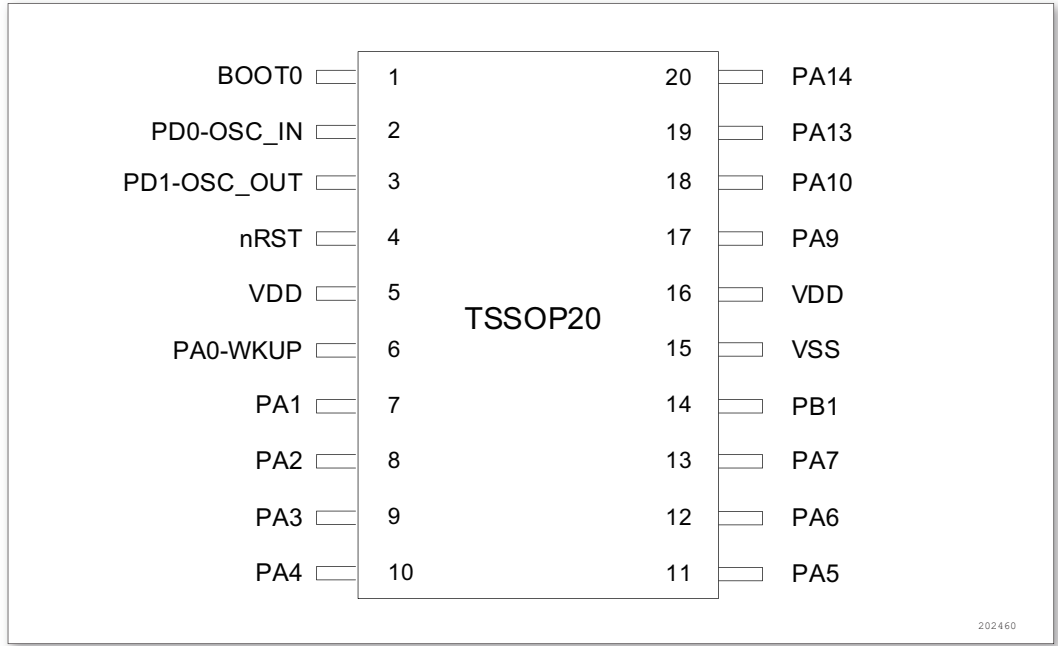 BOOT0 1 20 PA14
PD0-OSC_IN 2 19 PA13
PD1-OSC_OUT 3 18 PA10
nRST 4 17 PA9
VDD 5 16 VDD
TSSOP20
PA0-WKUP 6 15 VSS
PA1 7 14 PB1
PA2 8 13 PA7
PA3 9 12 PA6
PA4 10 11 PA5
202460